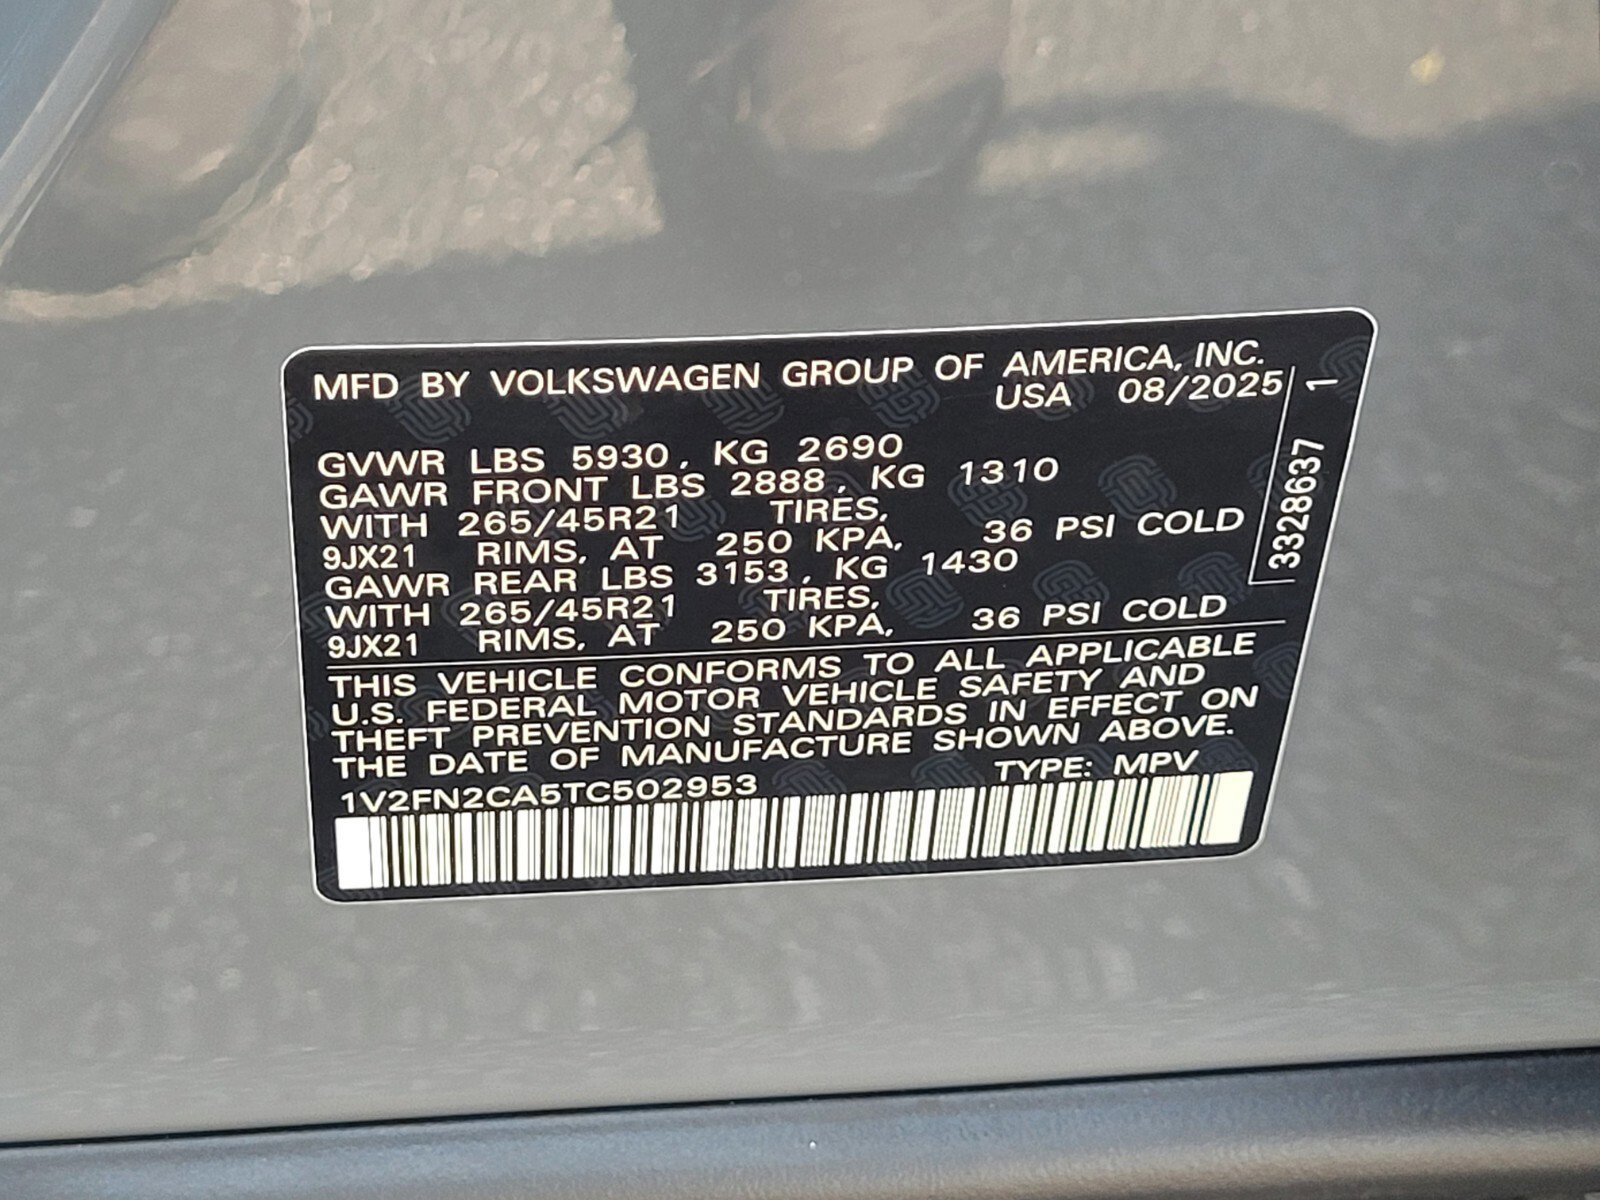 MFD BY VOLKSWAGEN GROUP OF AMERICA, INC.
USA 08/2025
GVWR LBS 5930, KG 2690
GAWR FRONT LBS 2888, KG 1310
WITH 265/45R21 TIRES,
9JX21 RIMS, AT 250 KPA, 36 PSI COLD
GAWR REAR LBS 3153, KG 1430
WITH 265/45R21 TIRES,
9JX21 RIMS, AT 250 KPA, 36 PSI COLD
THIS VEHICLE CONFORMS TO ALL APPLICABLE
U.S. FEDERAL MOTOR VEHICLE SAFETY AND
THEFT PREVENTION STANDARDS IN EFFECT ON
THE DATE OF MANUFACTURE SHOWN ABOVE.
TYPE: MPV
1V2FN2CA5TC502953
3328637 1